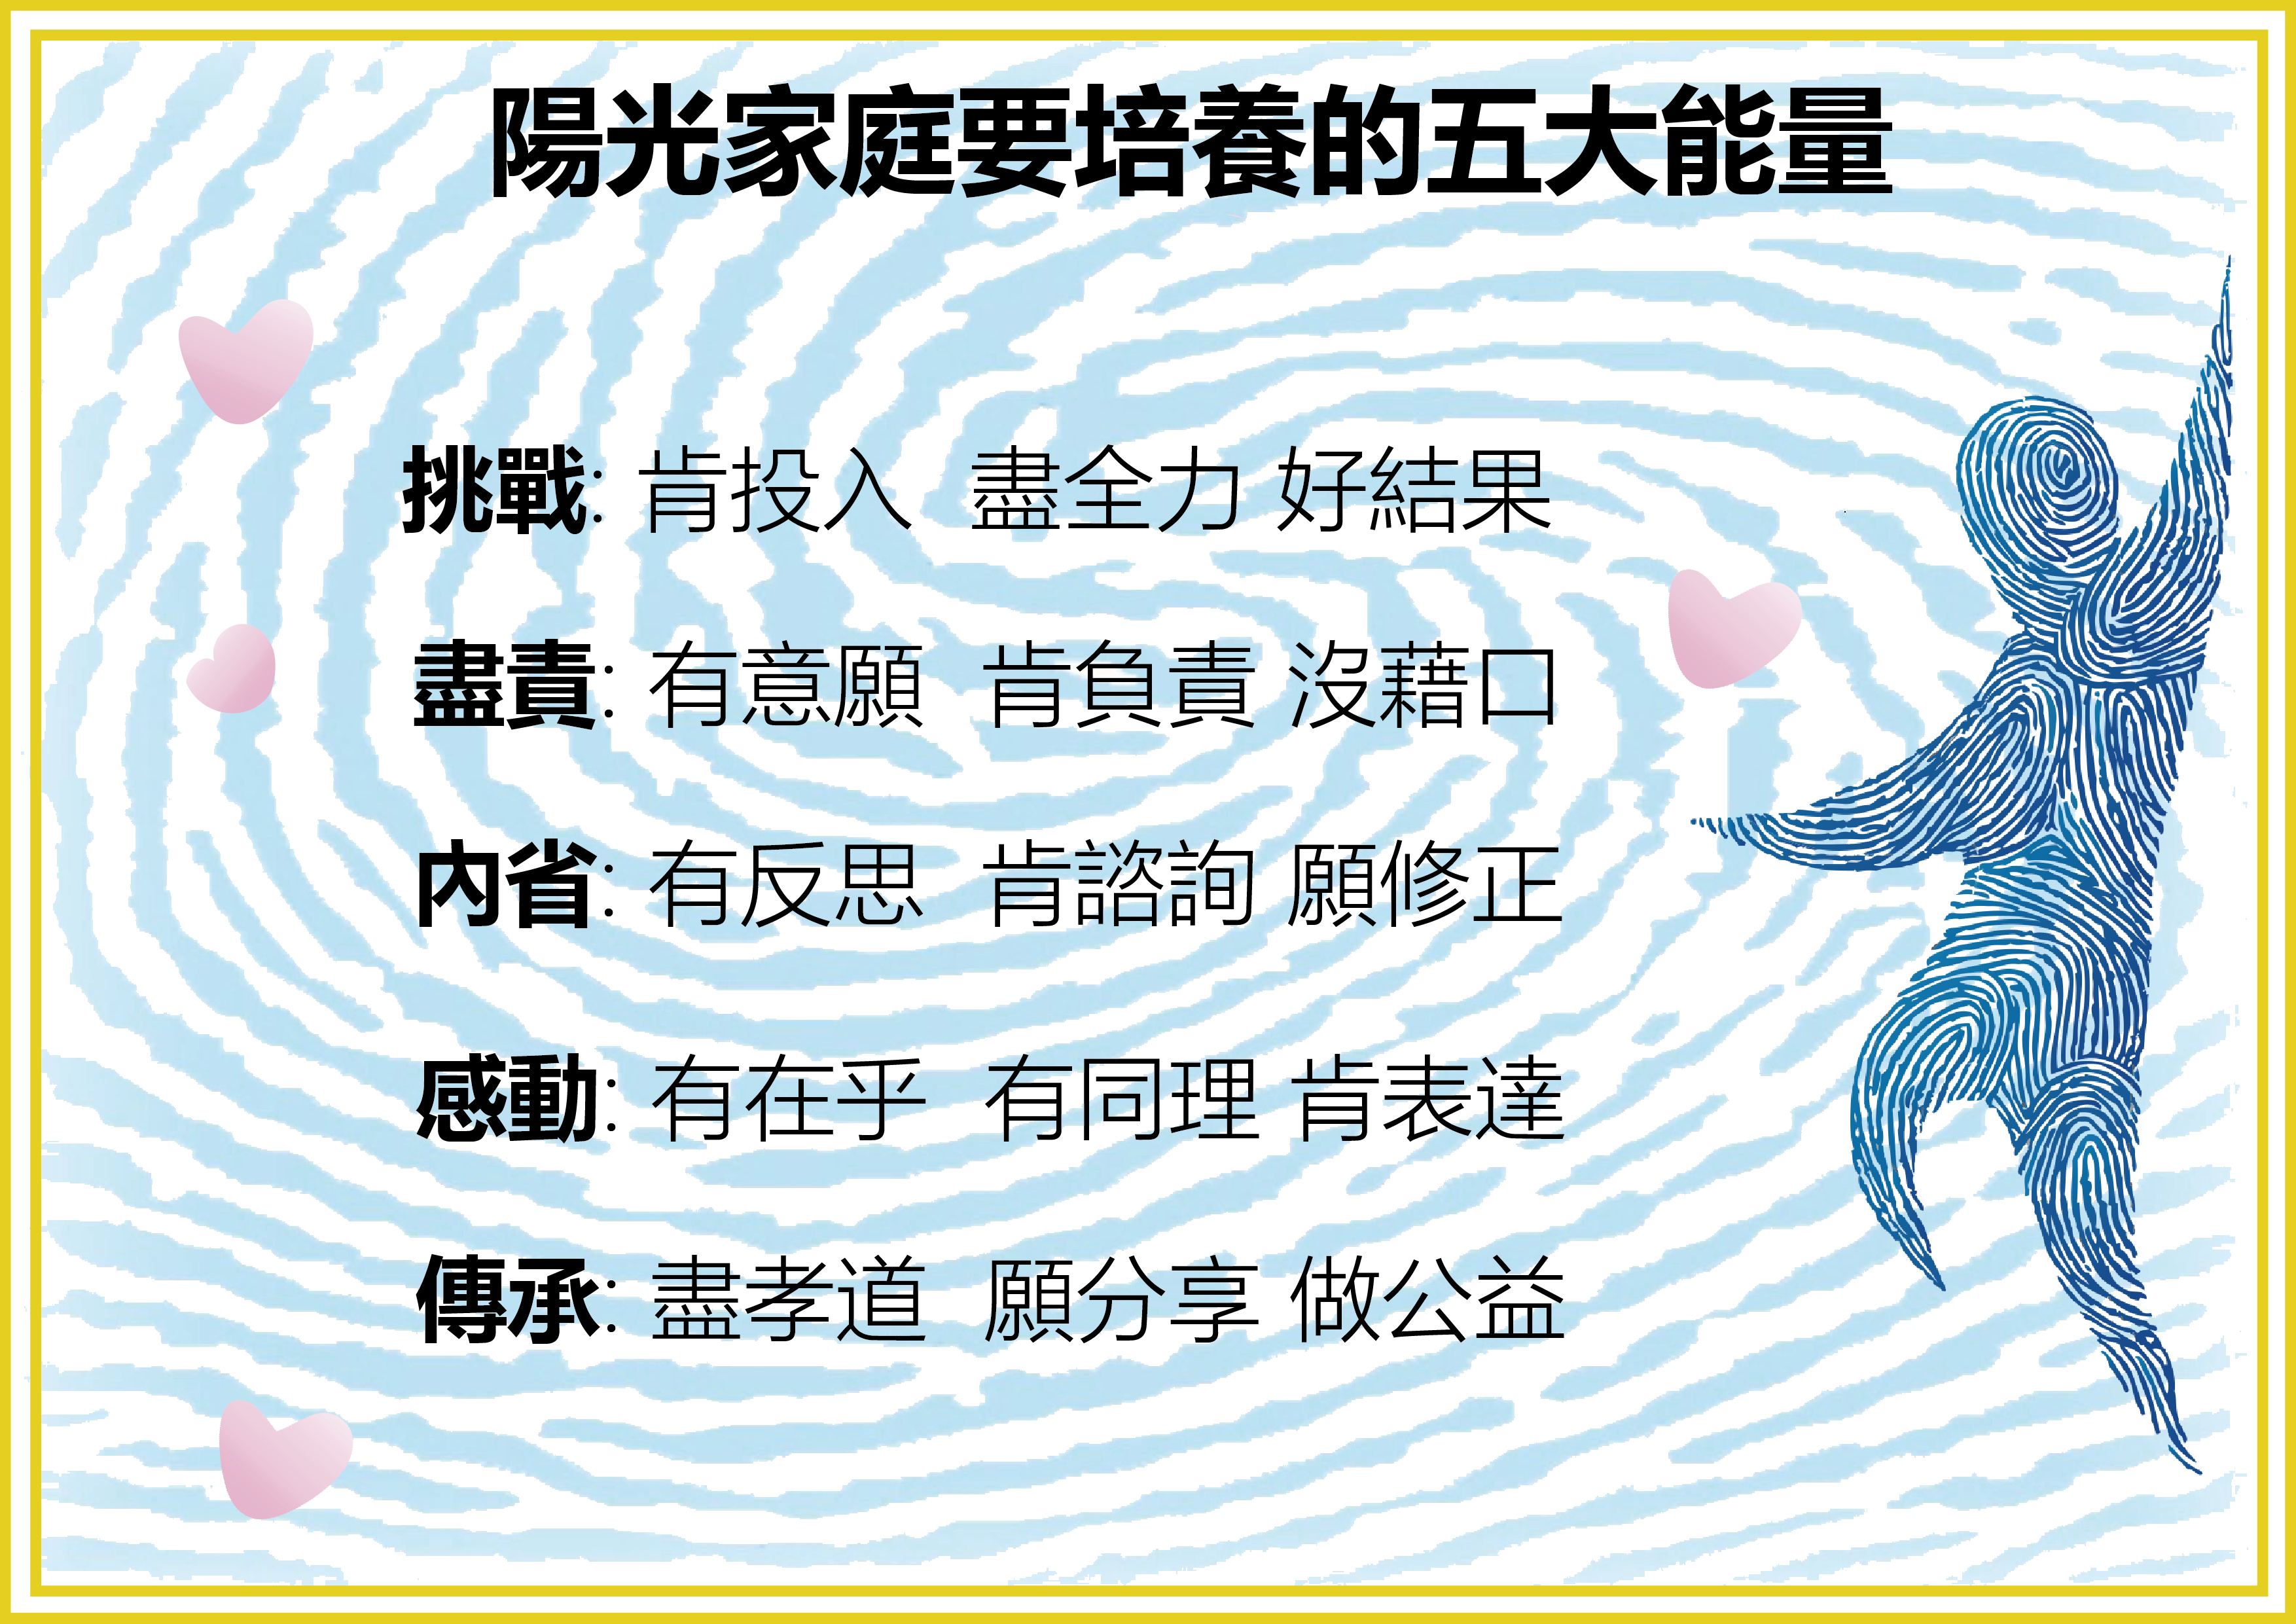 陽光家庭要培養的五大能量
挑戰: 肯投入 盡全力 好結果
盡責: 有意願 肯負責 沒藉口
內省: 有反思 肯諮詢 願修正
感動: 有在乎 有同理 肯表達
傳承: 盡孝道 願分享 做公益